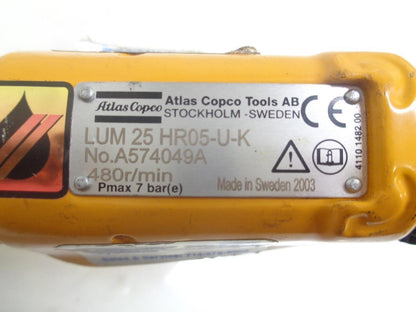 Atlas Copco
Atlas Copco Tools AB
STOCKHOLM - SWEDEN
CE
LUM 25 HR05-U-K
No.A574049A
480r/min
Pmax 7 bar(e)
Made in Sweden 2003
4110 1482 00